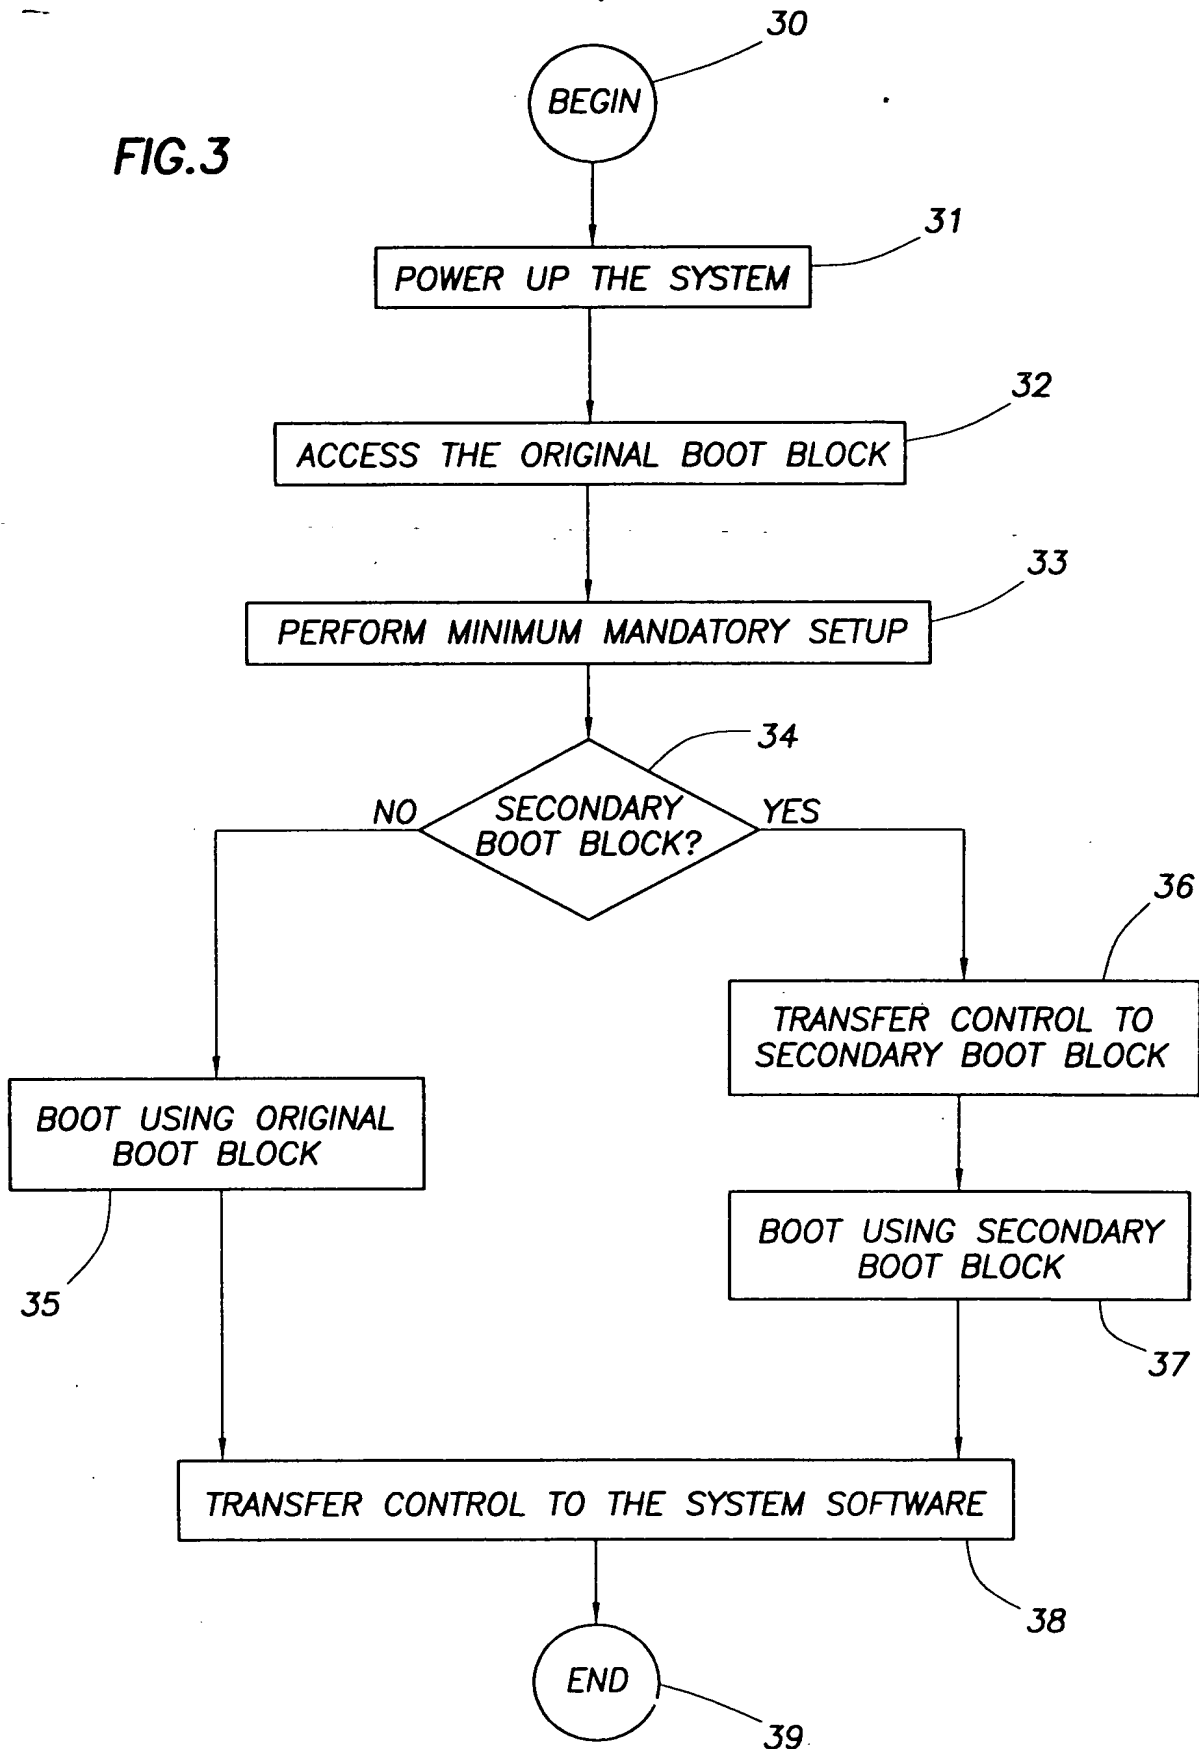 30
BEGIN
FIG.3
31
POWER UP THE SYSTEM
32
ACCESS THE ORIGINAL BOOT BLOCK
33
PERFORM MINIMUM MANDATORY SETUP
34
NO
SECONDARY
BOOT BLOCK?
YES
36
TRANSFER CONTROL TO
SECONDARY BOOT BLOCK
BOOT USING ORIGINAL
BOOT BLOCK
35
BOOT USING SECONDARY
BOOT BLOCK
37
TRANSFER CONTROL TO THE SYSTEM SOFTWARE
38
END
39